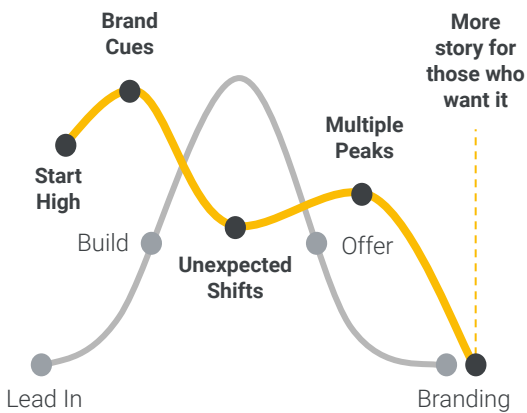 Brand
Cues
More
story for
those who
want it
Multiple
Peaks
Start
High
Build
Unexpected
Shifts
Offer
Lead In
Branding